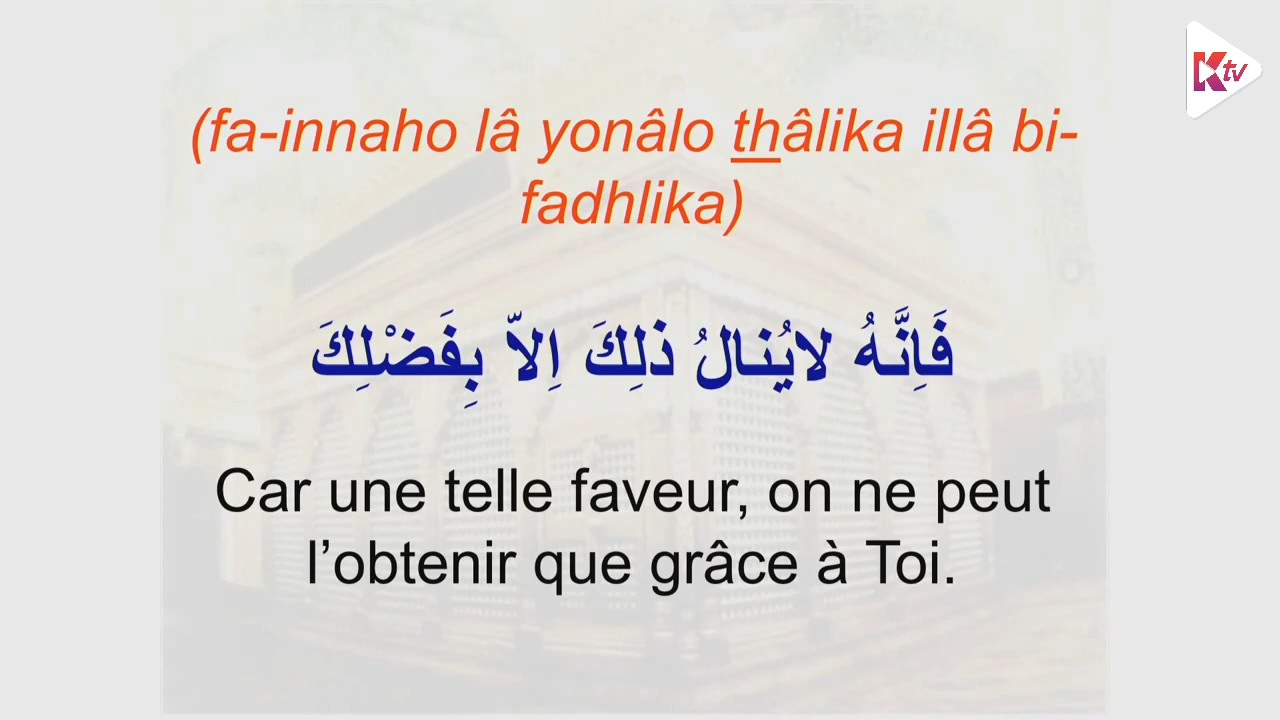 Ktv
(fa-innaho lâ yonâlo thâlika illâ bi-
fadhlika)
فَاِنَّهُ لايُنالُ ذلِكَ اِلاّ بِفَضْلِكَ
Car une telle faveur, on ne peut
l’obtenir que grâce à Toi.